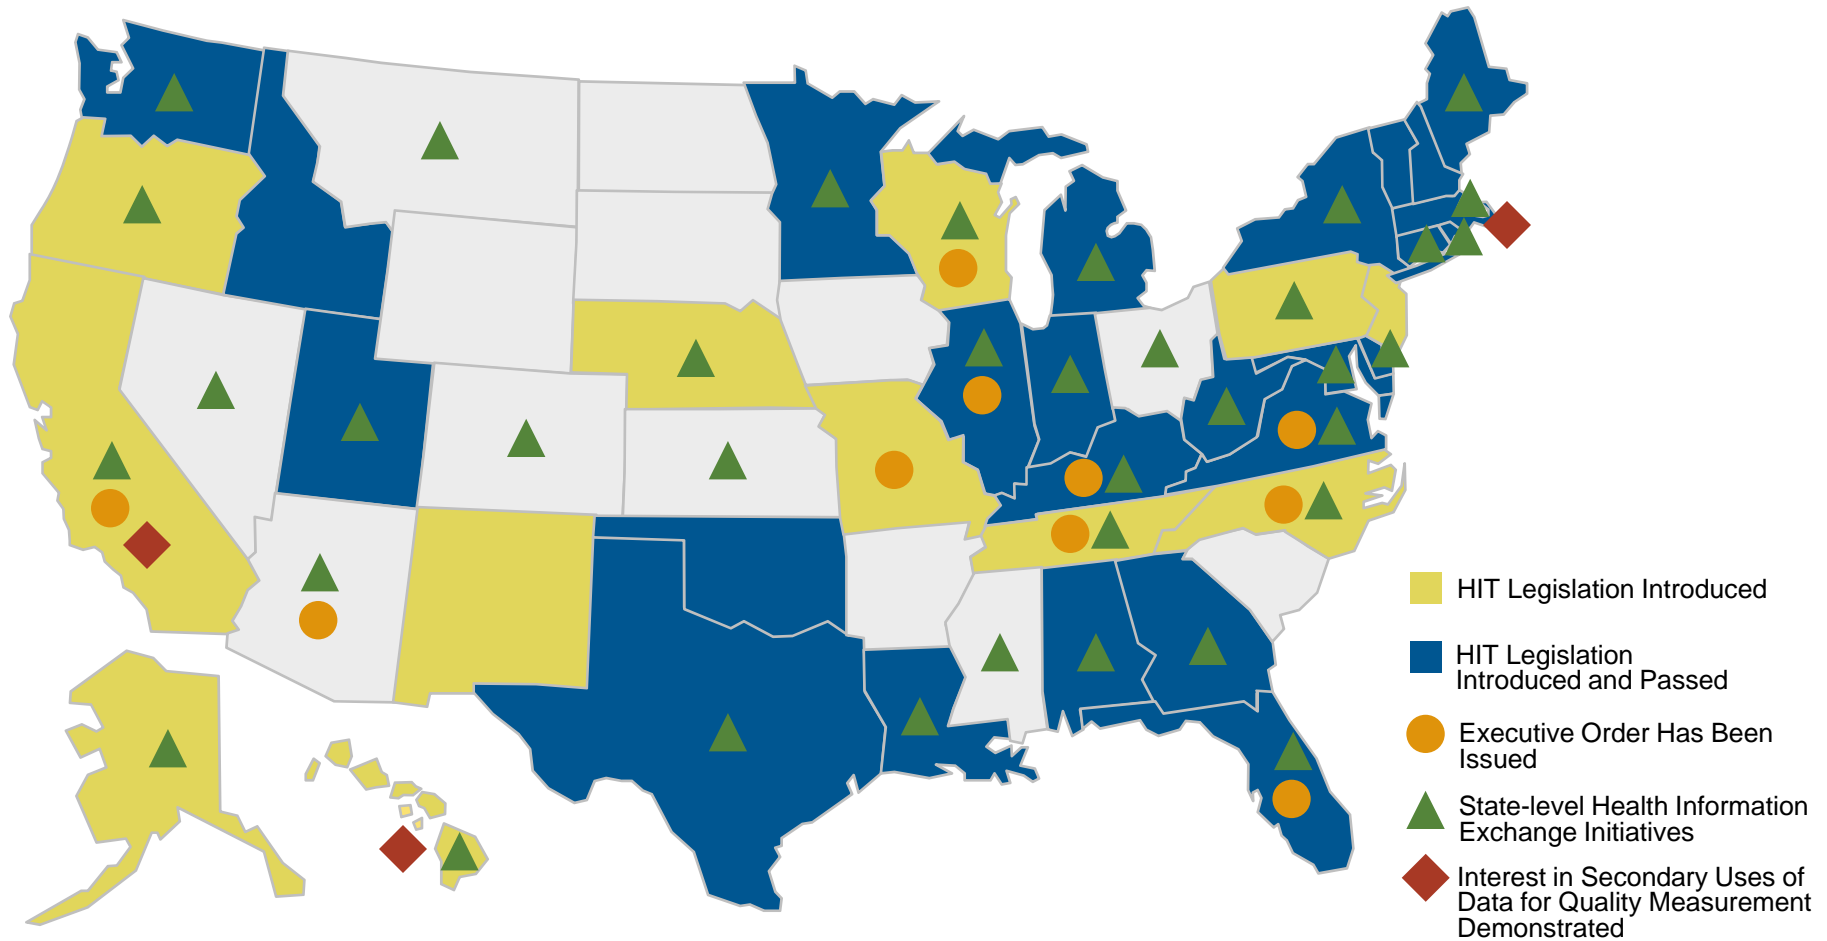 HIT Legislation Introduced
HIT Legislation
Introduced and Passed
Executive Order Has Been
Issued
State-level Health Information
Exchange Initiatives
Interest in Secondary Uses of
Data for Quality Measurement
Demonstrated